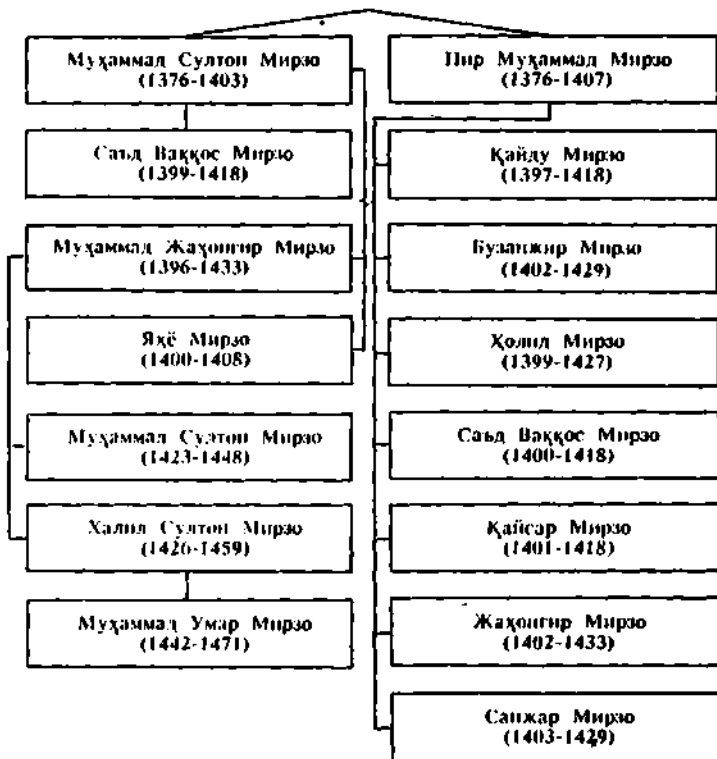 Муҳаммад Султон Мирзо
(1376-1403)
Саъд Ваққос Мирзо
(1399-1418)
Муҳаммад Жаҳонгир Мирзо
(1396-1433)
Яҳё Мирзо
(1400-1408)
Муҳаммад Султон Мирзо
(1423-1448)
Халил Султон Мирзо
(1426-1459)
Муҳаммад Умар Мирзо
(1442-1471)
Пир Муҳаммад Мирзо
(1376-1407)
Қайду Мирзо
(1397-1418)
Бузанжир Мирзо
(1402-1429)
Ҳолид Мирзо
(1399-1427)
Саъд Ваққос Мирзо
(1400-1418)
Қайсар Мирзо
(1401-1418)
Жаҳонгир Мирзо
(1402-1433)
Санжар Мирзо
(1403-1429)